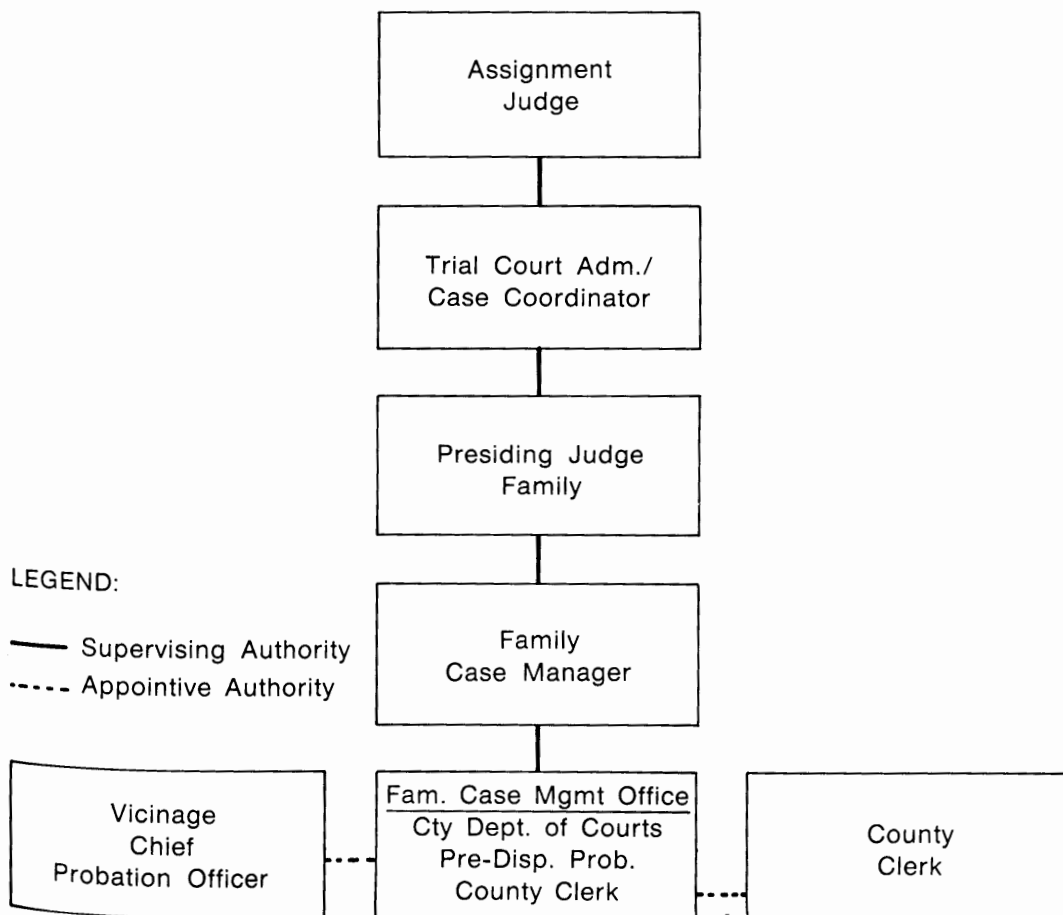 Assignment
Judge
Trial Court Adm./
Case Coordinator
Presiding Judge
Family
LEGEND:
Supervising Authority
Appointive Authority
Family
Case Manager
Vicinage
Chief
Probation Officer
Fam. Case Mgmt Office
Cty Dept. of Courts
Pre-Disp. Prob.
County Clerk
County
Clerk